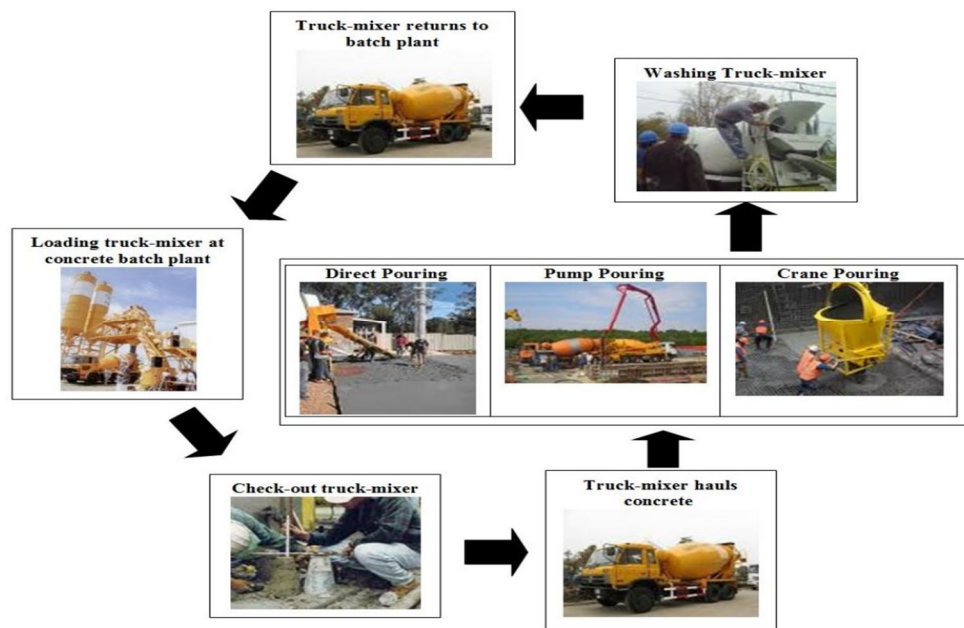 Truck-mixer returns to
batch plant
Washing Truck-mixer
Loading truck-mixer at
concrete batch plant
Direct Pouring
Pump Pouring
Crane Pouring
Check-out truck-mixer
Truck-mixer hauls
concrete